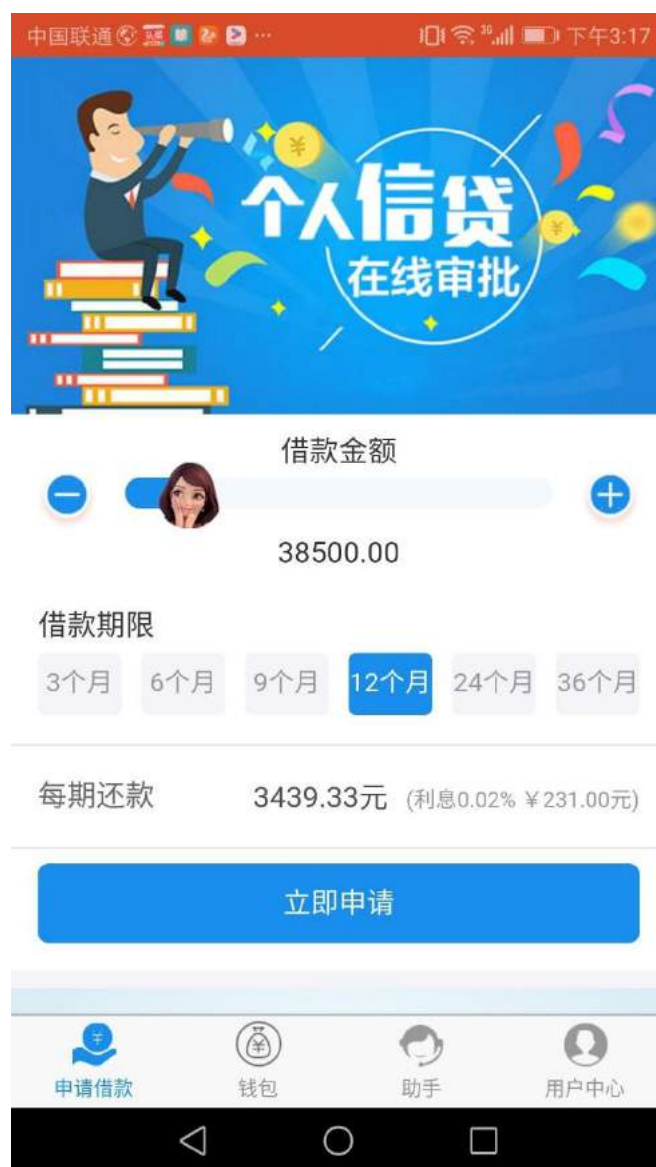 中国联通 ... 36 下午3:17
个人信贷
在线审批
借款金额
38500.00
借款期限
3个月 6个月 9个月 12个月 24个月 36个月
每期还款 3439.33元 (利息0.02% ¥231.00元)
立即申请
申请借款 钱包 助手 用户中心